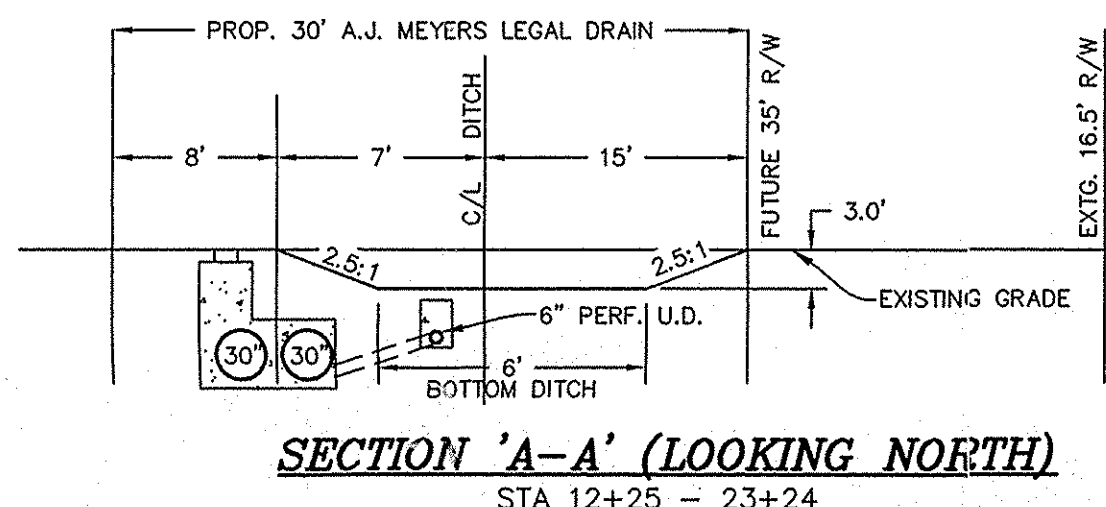 PROP. 30' A.J. MEYERS LEGAL DRAIN
8'
7'
C/L DITCH
15'
FUTURE 35' R/W
EXTG. 16.5' R/W
3.0'
2.5:1
2.5:1
EXISTING GRADE
6" PERF. U.D.
30"
30"
6'
BOTTOM DITCH
SECTION 'A-A' (LOOKING NORTH)
STA 12+25 - 23+24